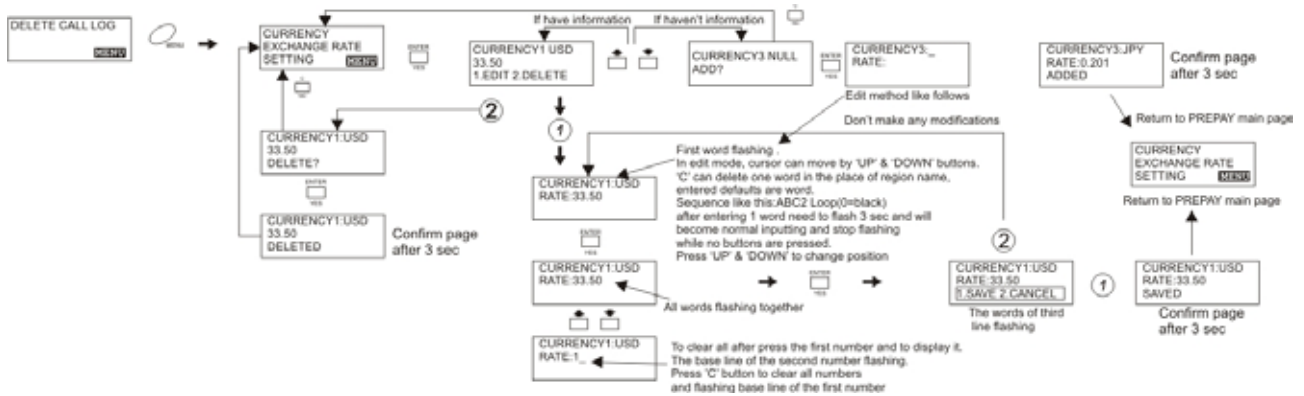 DELETE CALL LOG
MENU
MENU
CURRENCY
EXCHANGE RATE
SETTING MENU
ENTER
YES
If have information
If haven't information
CURRENCY1 USD
33.50
1.EDIT 2.DELETE
CURRENCY3 NULL
ADD?
ENTER
YES
CURRENCY3:_
RATE:
Edit method like follows
Don't make any modifications
CURRENCY3:JPY
RATE:0.201
ADDED
Confirm page
after 3 sec
Return to PREPAY main page
CURRENCY
EXCHANGE RATE
SETTING MENU
Return to PREPAY main page
2
1
CURRENCY1:USD
33.50
DELETE?
ENTER
YES
CURRENCY1:USD
33.50
DELETED
Confirm page
after 3 sec
First word flashing .
In edit mode, cursor can move by 'UP' & 'DOWN' buttons.
'C' can delete one word in the place of region name,
entered defaults are word.
Sequence like this:ABC2 Loop(0=black)
after entering 1 word need to flash 3 sec and will
become normal inputting and stop flashing
while no buttons are pressed.
Press 'UP' & 'DOWN' to change position
CURRENCY1:USD
RATE:33.50
ENTER
YES
CURRENCY1:USD
RATE:33.50
All words flashing together
ENTER
YES
2
CURRENCY1:USD
RATE:33.50
1.SAVE 2.CANCEL
The words of third
line flashing
1
CURRENCY1:USD
RATE:33.50
SAVED
Confirm page
after 3 sec
CURRENCY1:USD
RATE:1_
To clear all after press the first number and to display it.
The base line of the second number flashing.
Press 'C' button to clear all numbers
and flashing base line of the first number